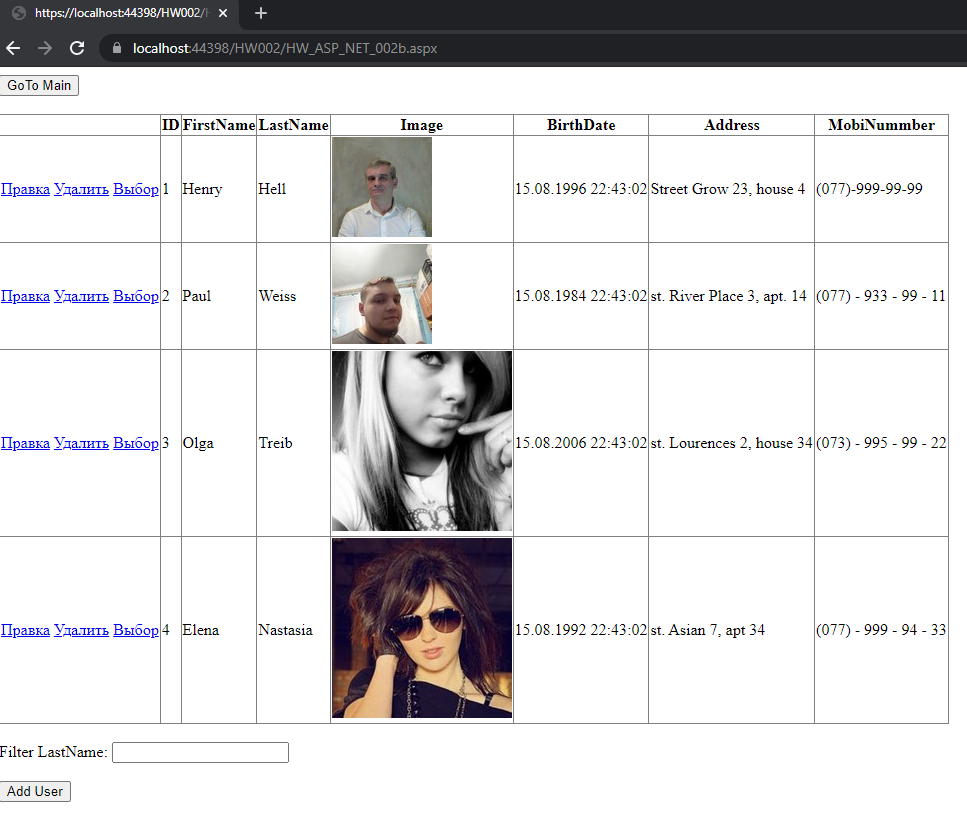 https://localhost:44398/HW002/
localhost:44398/HW002/HW_ASP_NET_002b.aspx
GoTo Main
ID FirstName LastName Image BirthDate Address MobiNummber
Правка Удалить Выбор 1 Henry Hell 15.08.1996 22:43:02 Street Grow 23, house 4 (077)-999-99-99
Правка Удалить Выбор 2 Paul Weiss 15.08.1984 22:43:02 st. River Place 3, apt. 14 (077) - 933 - 99 - 11
Правка Удалить Выбор 3 Olga Treib 15.08.2006 22:43:02 st. Lourences 2, house 34 (073) - 995 - 99 - 22
Правка Удалить Выбор 4 Elena Nastasia 15.08.1992 22:43:02 st. Asian 7, apt 34 (077) - 999 - 94 - 33
Filter LastName:
Add User